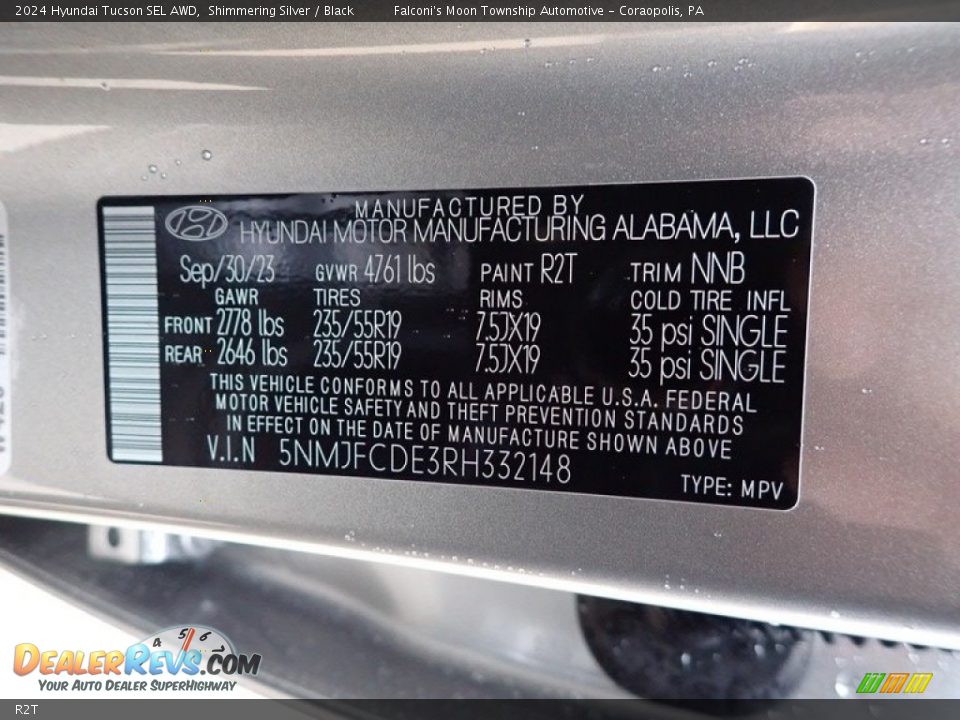 2024 Hyundai Tucson SEL AWD, Shimmering Silver / Black Falconi's Moon Township Automotive - Coraopolis, PA
MANUFACTURED BY
HYUNDAI MOTOR MANUFACTURING ALABAMA, LLC
Sep/30/23 GVWR 4761 lbs PAINT R2T TRIM NNB
GAWR TIRES RIMS COLD TIRE INFL
FRONT 2778 lbs 235/55R19 7.5JX19 35 psi SINGLE
REAR 2646 lbs 235/55R19 7.5JX19 35 psi SINGLE
THIS VEHICLE CONFORMS TO ALL APPLICABLE U.S.A. FEDERAL
MOTOR VEHICLE SAFETY AND THEFT PREVENTION STANDARDS
IN EFFECT ON THE DATE OF MANUFACTURE SHOWN ABOVE
V.I.N 5NMJFCDE3RH332148
TYPE: MPV
4 5 6 7
DEALERREVS.COM
YOUR AUTO DEALER SUPERHIGHWAY
R2T